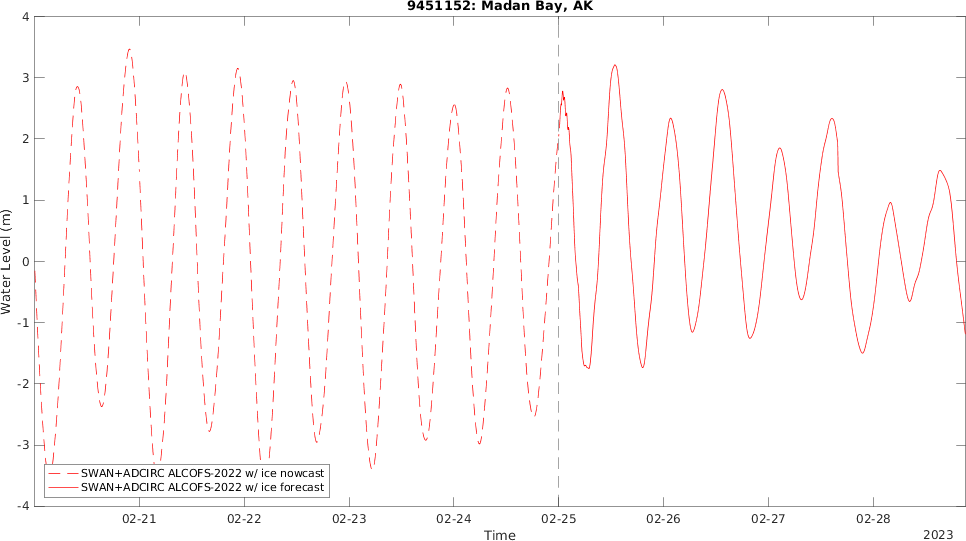 9451152: Madan Bay, AK
Water Level (m)
4
3
2
1
0
-1
-2
-3
-4
SWAN+ADCIRC ALCOFS-2022 w/ ice nowcast
SWAN+ADCIRC ALCOFS-2022 w/ ice forecast
02-21 02-22 02-23 02-24 02-25 02-26 02-27 02-28
Time
2023